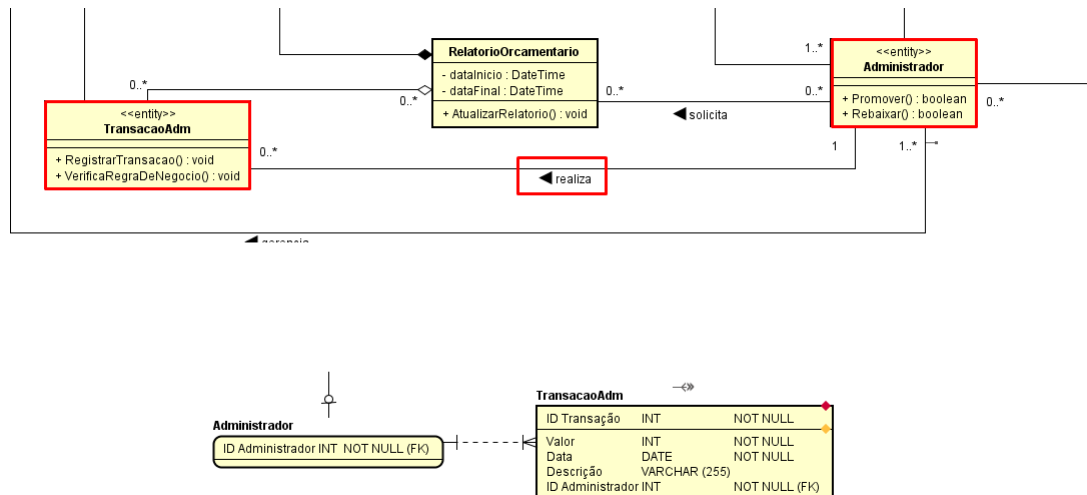 RelatorioOrcamentario
- dataInicio : DateTime
- dataFinal : DateTime
+ AtualizarRelatorio() : void
0..*
0..*
<<entity>>
TransacaoAdm
+ RegistrarTransacao() : void
+ VerificaRegraDeNegocio() : void
0..*
0..*
solicita
1..*
0..*
<<entity>>
Administrador
+ Promover() : boolean
+ Rebaixar() : boolean
0..*
1
1..*
realiza
gerencia
Administrador
ID Administrador INT NOT NULL (FK)
TransacaoAdm
ID Transação INT NOT NULL
Valor INT NOT NULL
Data DATE NOT NULL
Descrição VARCHAR (255)
ID Administrador INT NOT NULL (FK)